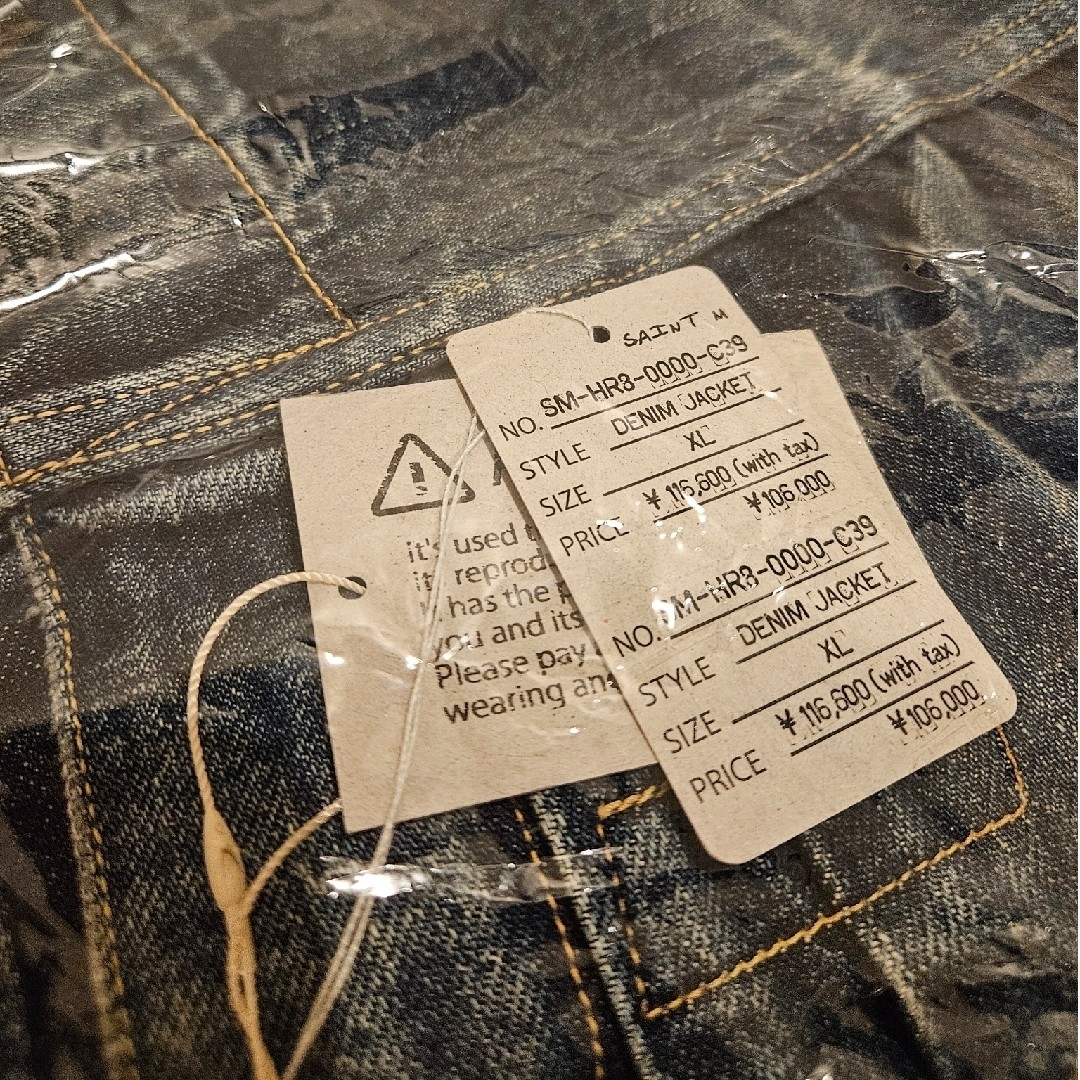 SAINT M
NO. SM-HR8-0000-C39
STYLE DENIM JACKET
SIZE XL
PRICE ¥ 116,600 (with tax)
¥106,000
NO. SM-HR8-0000-C39
STYLE DENIM JACKET
SIZE XL
PRICE ¥ 116,600 (with tax)
¥106,000
it's used
it
has the
you and its
Please pay
wearing